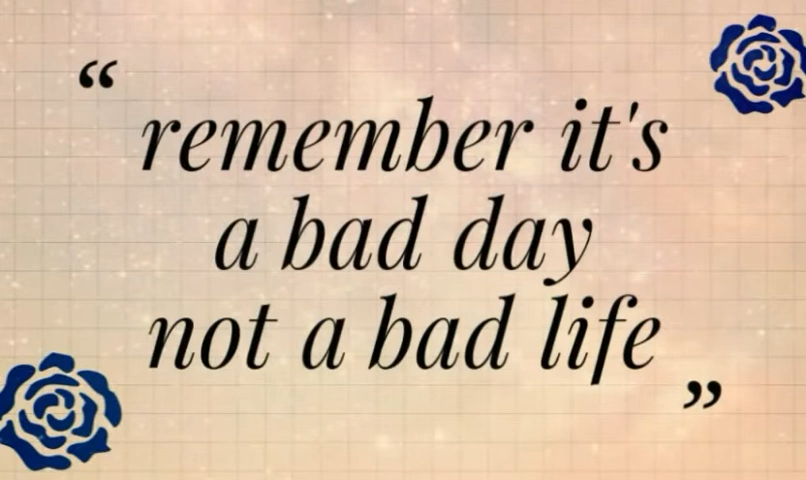 “ remember it's
a bad day
not a bad life ”